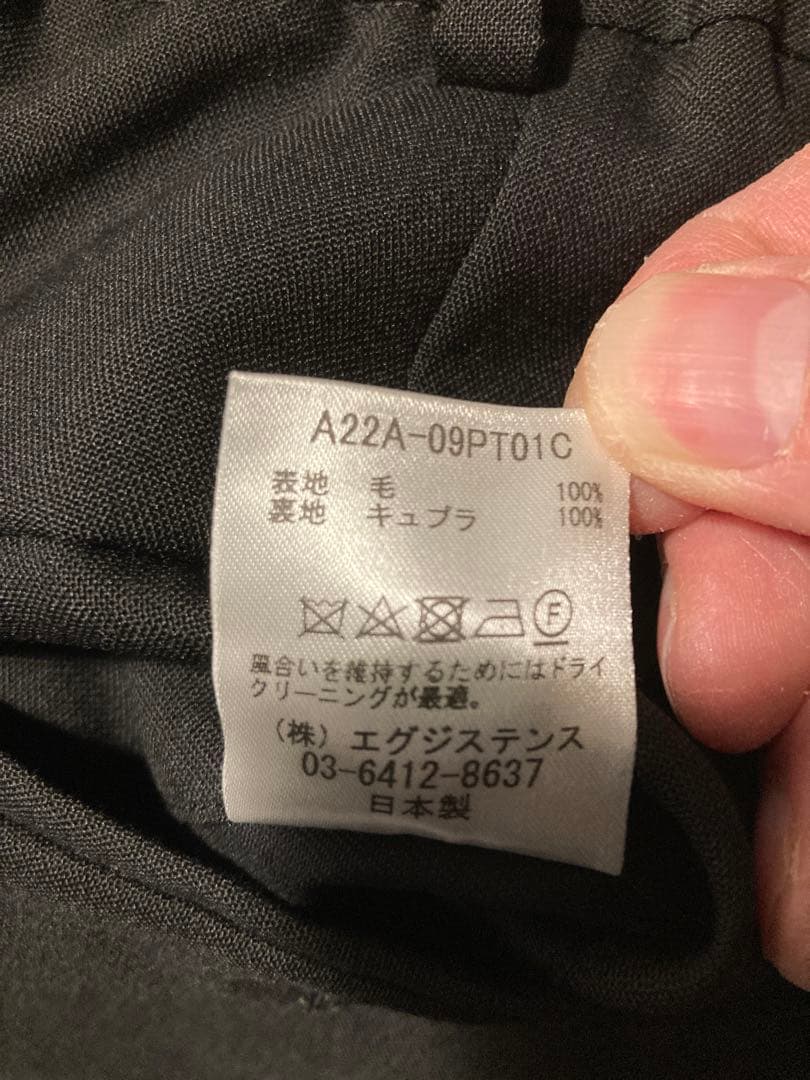 A22A-09PT01C
表地 毛 100%
裏地 キュプラ 100%
F
風合いを維持するためにはドライ
クリーニングが最適。
(株) エグジステンス
03-6412-8637
日本製